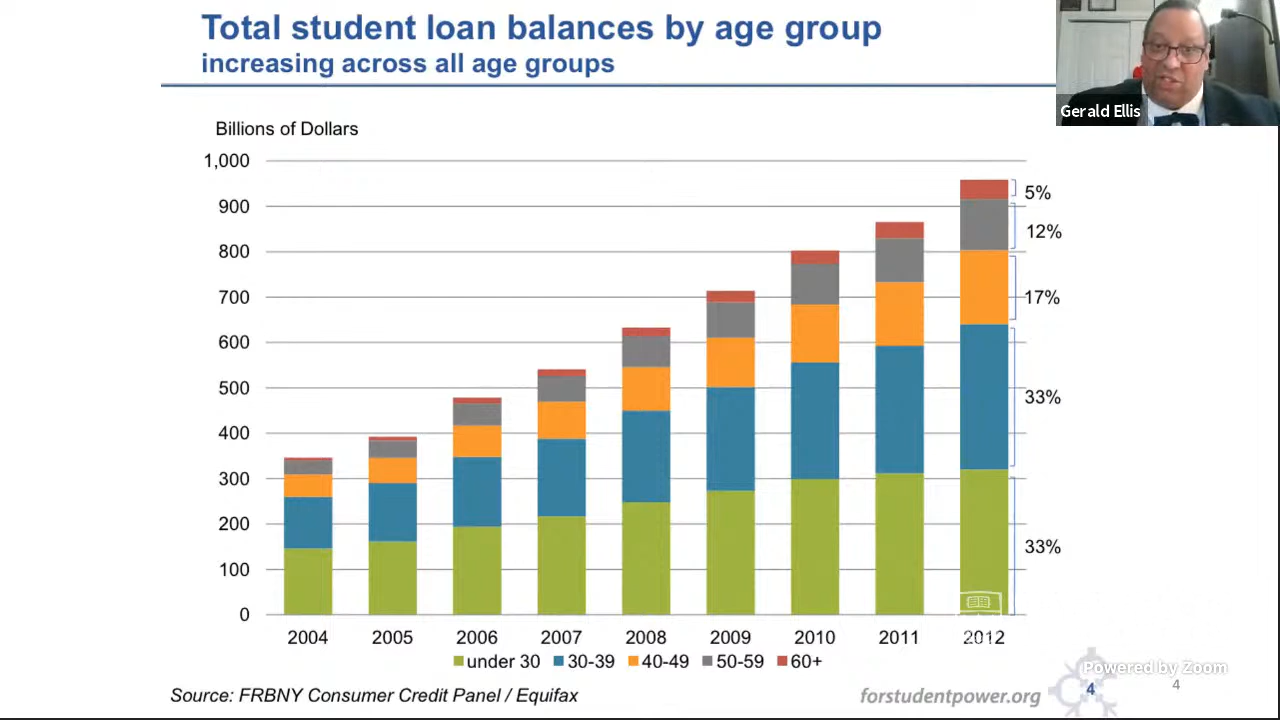 Total student loan balances by age group
increasing across all age groups
Gerald Ellis
Billions of Dollars
1,000
900
800
700
600
500
400
300
200
100
0
5%
12%
17%
33%
33%
2004 2005 2006 2007 2008 2009 2010 2011 2012
under 30 30-39 40-49 50-59 60+
Source: FRBNY Consumer Credit Panel / Equifax
forstudentpower.org
4
Powered by Zoom
4